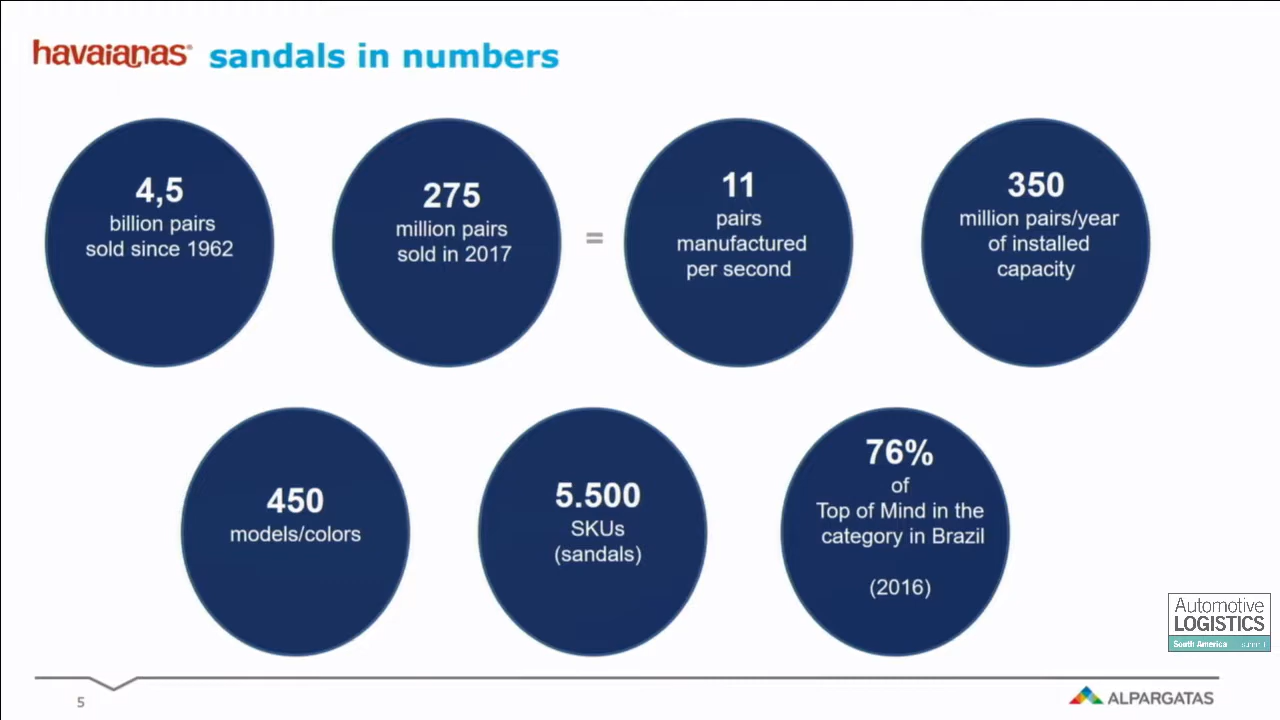 havaianas® sandals in numbers
4,5
billion pairs
sold since 1962
275
million pairs
sold in 2017
=
11
pairs
manufactured
per second
350
million pairs/year
of installed
capacity
450
models/colors
5.500
SKUs
(sandals)
76%
of
Top of Mind in the
category in Brazil
(2016)
Automotive
LOGISTICS
South America summit
5
ALPARGATAS